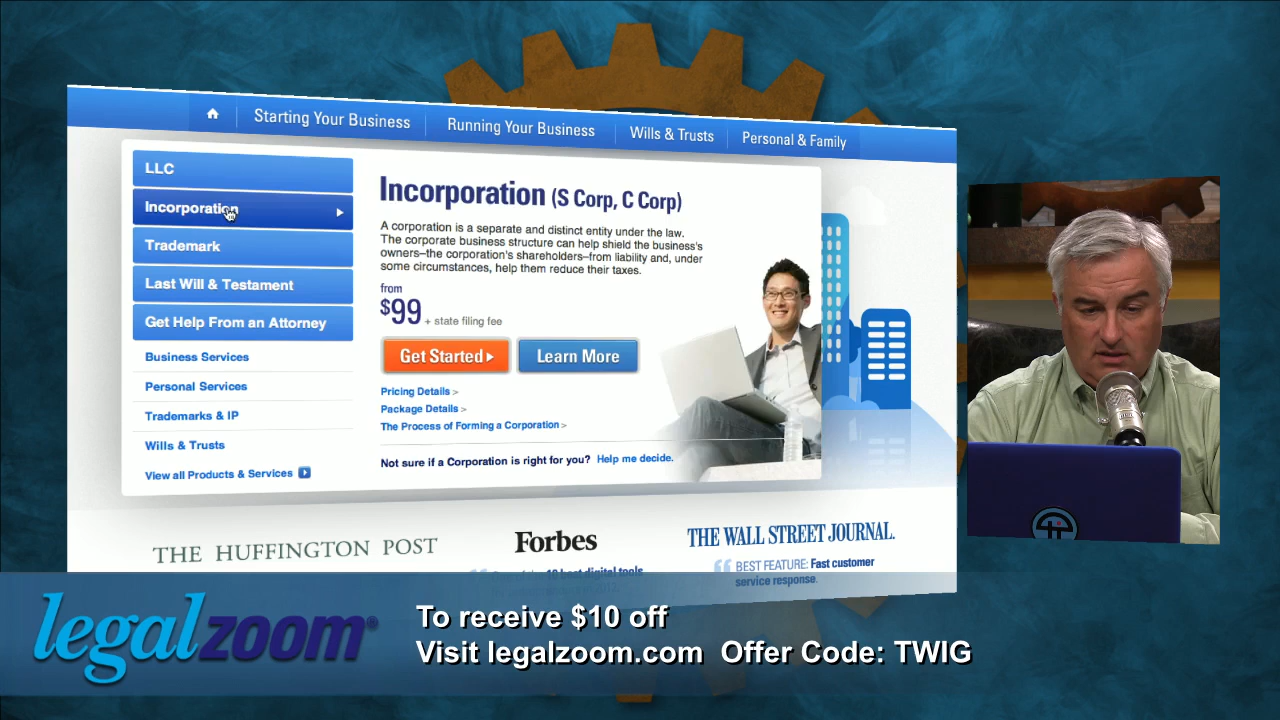 Starting Your Business
Running Your Business
Wills & Trusts
Personal & Family
LLC
Incorporation
Trademark
Last Will & Testament
Get Help From an Attorney
Business Services
Personal Services
Trademarks & IP
Wills & Trusts
View all Products & Services
Incorporation (S Corp, C Corp)
A corporation is a separate and distinct entity under the law.
The corporate business structure can help shield the business's
owners–the corporation's shareholders–from liability and, under
some circumstances, help them reduce their taxes.
from
$99 + state filing fee
Get Started
Learn More
Pricing Details >
Package Details >
The Process of Forming a Corporation >
Not sure if a Corporation is right for you? Help me decide.
THE HUFFINGTON POST
Forbes
10 best digital tools
THE WALL STREET JOURNAL.
BEST FEATURE: Fast customer
service response.
legalzoom®
To receive $10 off
Visit legalzoom.com Offer Code: TWIG